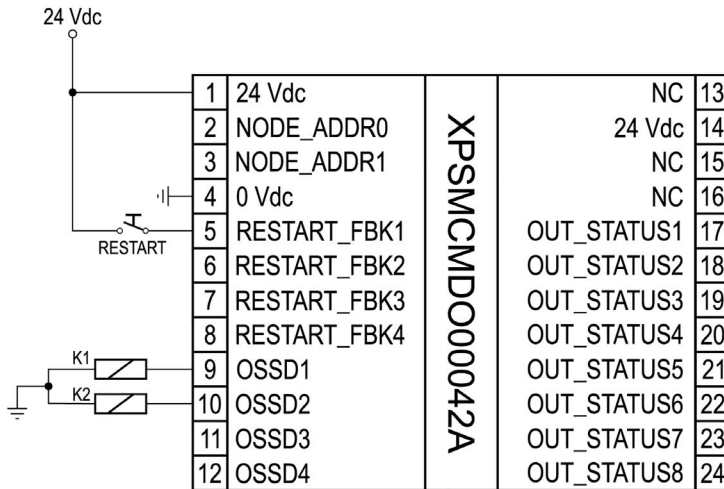 24 Vdc
1 24 Vdc NC 13
2 NODE_ADDR0 24 Vdc 14
3 NODE_ADDR1 NC 15
4 0 Vdc NC 16
5 RESTART_FBK1 OUT_STATUS1 17
RESTART
6 RESTART_FBK2 OUT_STATUS2 18
7 RESTART_FBK3 OUT_STATUS3 19
8 RESTART_FBK4 OUT_STATUS4 20
K1
9 OSSD1 OUT_STATUS5 21
K2
10 OSSD2 OUT_STATUS6 22
11 OSSD3 OUT_STATUS7 23
12 OSSD4 OUT_STATUS8 24
XPSMCMDO00042A